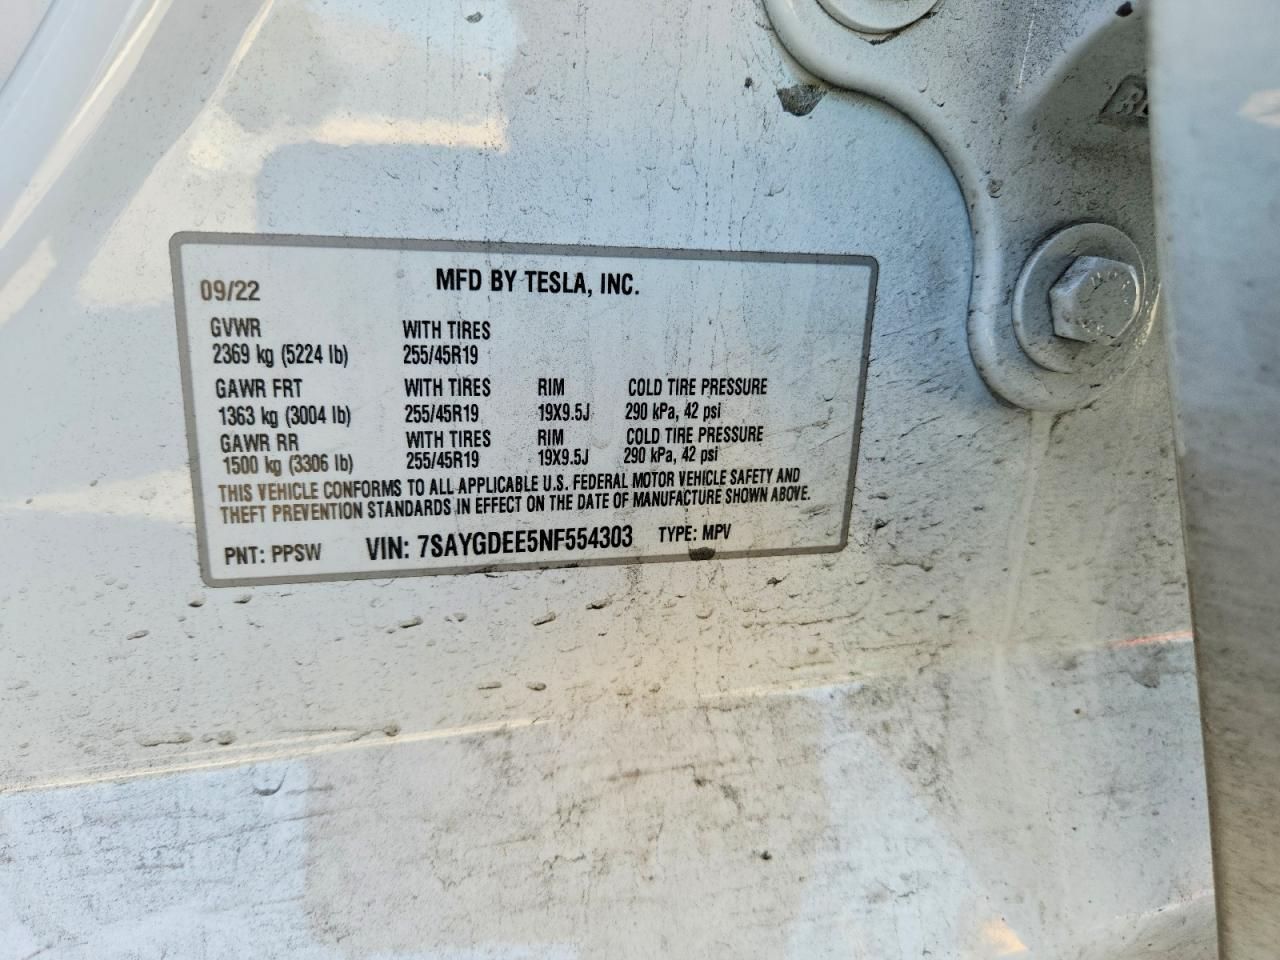 09/22 MFD BY TESLA, INC.
GVWR WITH TIRES
2369 kg (5224 lb) 255/45R19
GAWR FRT WITH TIRES RIM COLD TIRE PRESSURE
1363 kg (3004 lb) 255/45R19 19X9.5J 290 kPa, 42 psi
GAWR RR WITH TIRES RIM COLD TIRE PRESSURE
1500 kg (3306 lb) 255/45R19 19X9.5J 290 kPa, 42 psi
THIS VEHICLE CONFORMS TO ALL APPLICABLE U.S. FEDERAL MOTOR VEHICLE SAFETY AND
THEFT PREVENTION STANDARDS IN EFFECT ON THE DATE OF MANUFACTURE SHOWN ABOVE.
PNT: PPSW VIN: 7SAYGDEE5NF554303 TYPE: MPV